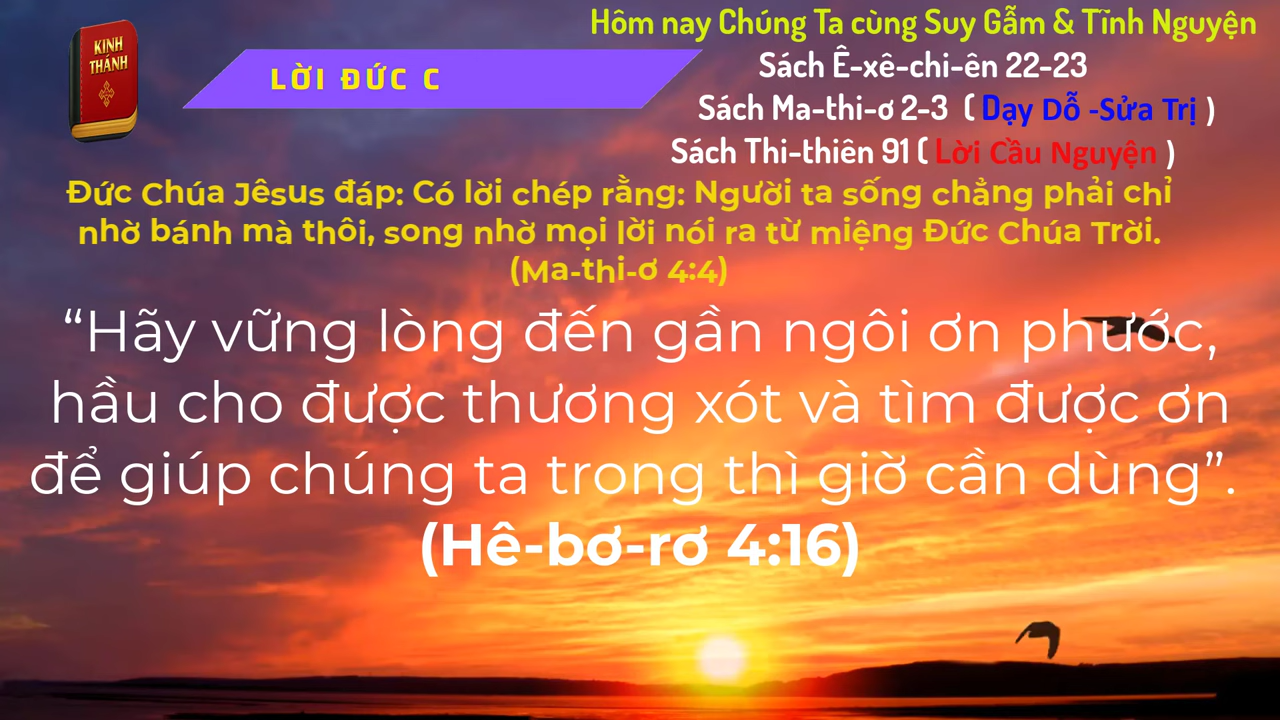 KINH
THÁNH
LỜI ĐỨC C
Hôm nay Chúng Ta cùng Suy Gẫm & Tĩnh Nguyện
Sách Ê-xê-chi-ên 22-23
Sách Ma-thi-ơ 2-3 ( Dạy Dỗ -Sửa Trị )
Sách Thi-thiên 91 ( Lời Cầu Nguyện )
Đức Chúa Jêsus đáp: Có lời chép rằng: Người ta sống chẳng phải chỉ
nhờ bánh mà thôi, song nhờ mọi lời nói ra từ miệng Đức Chúa Trời.
(Ma-thi-ơ 4:4)
“Hãy vững lòng đến gần ngôi ơn phước,
hầu cho được thương xót và tìm được ơn
để giúp chúng ta trong thì giờ cần dùng”.
(Hê-bơ-rơ 4:16)